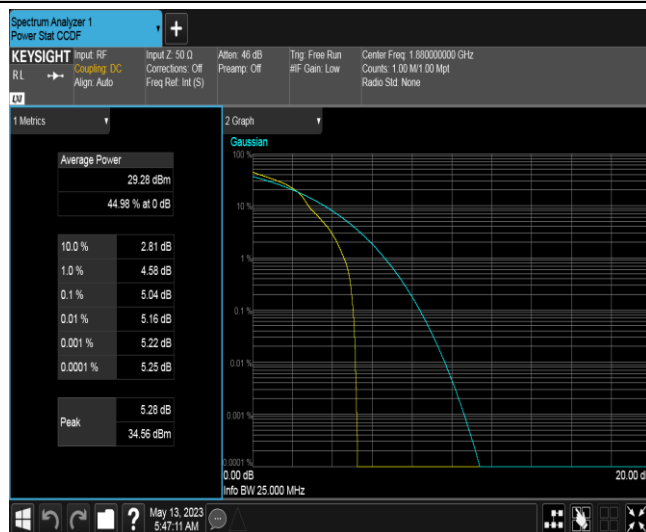 Spectrum Analyzer 1
Power Stat CCDF
KEYSIGHT
RL
LXI
Input: RF
Coupling: DC
Align: Auto
Input Z: 50 Ω
Corrections: Off
Freq Ref: Int (S)
Atten: 46 dB
Preamp: Off
Trig: Free Run
#IF Gain: Low
Center Freq: 1.880000000 GHz
Counts: 1.00 M/1.00 Mpt
Radio Std: None
1 Metrics
Average Power
29.28 dBm
44.98 % at 0 dB
10.0 % 2.81 dB
1.0 % 4.58 dB
0.1 % 5.04 dB
0.01 % 5.16 dB
0.001 % 5.22 dB
0.0001 % 5.25 dB
Peak
5.28 dB
34.56 dBm
2 Graph
Gaussian
100 %
10 %
1 %
0.1 %
0.01 %
0.001 %
0.0001 %
0.00 dB
20.00 d
Info BW 25.000 MHz
?
May 13, 2023
5:47:11 AM